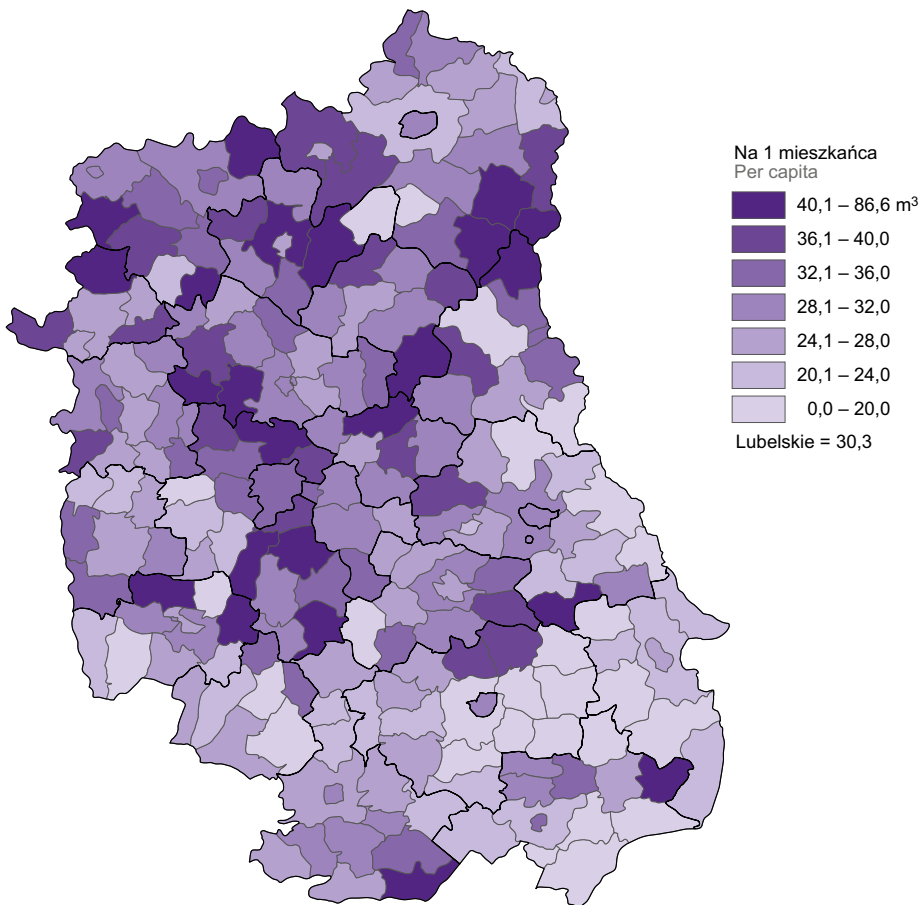 Na 1 mieszkańca
Per capita
40,1 – 86,6 m³
36,1 – 40,0
32,1 – 36,0
28,1 – 32,0
24,1 – 28,0
20,1 – 24,0
0,0 – 20,0
Lubelskie = 30,3